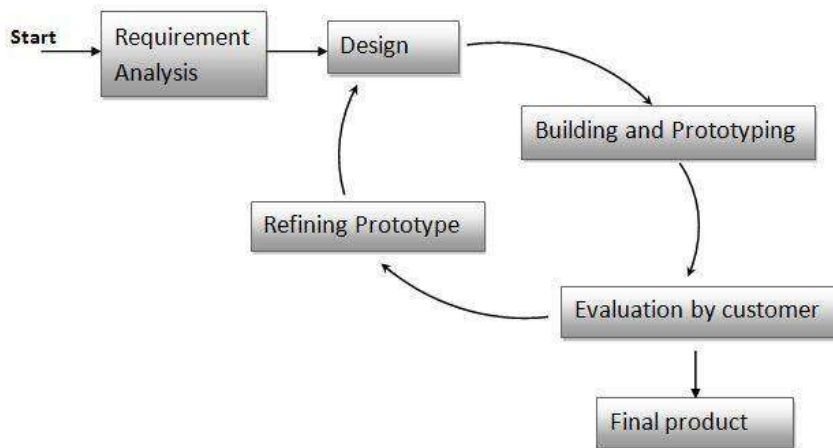 Start
Requirement
Analysis
Design
Building and Prototyping
Refining Prototype
Evaluation by customer
Final product